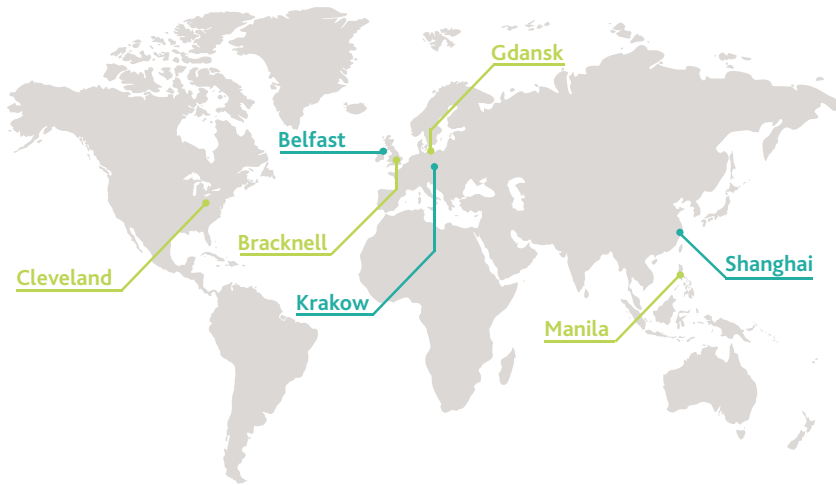 Gdansk
Belfast
Bracknell
Shanghai
Cleveland
Krakow
Manila